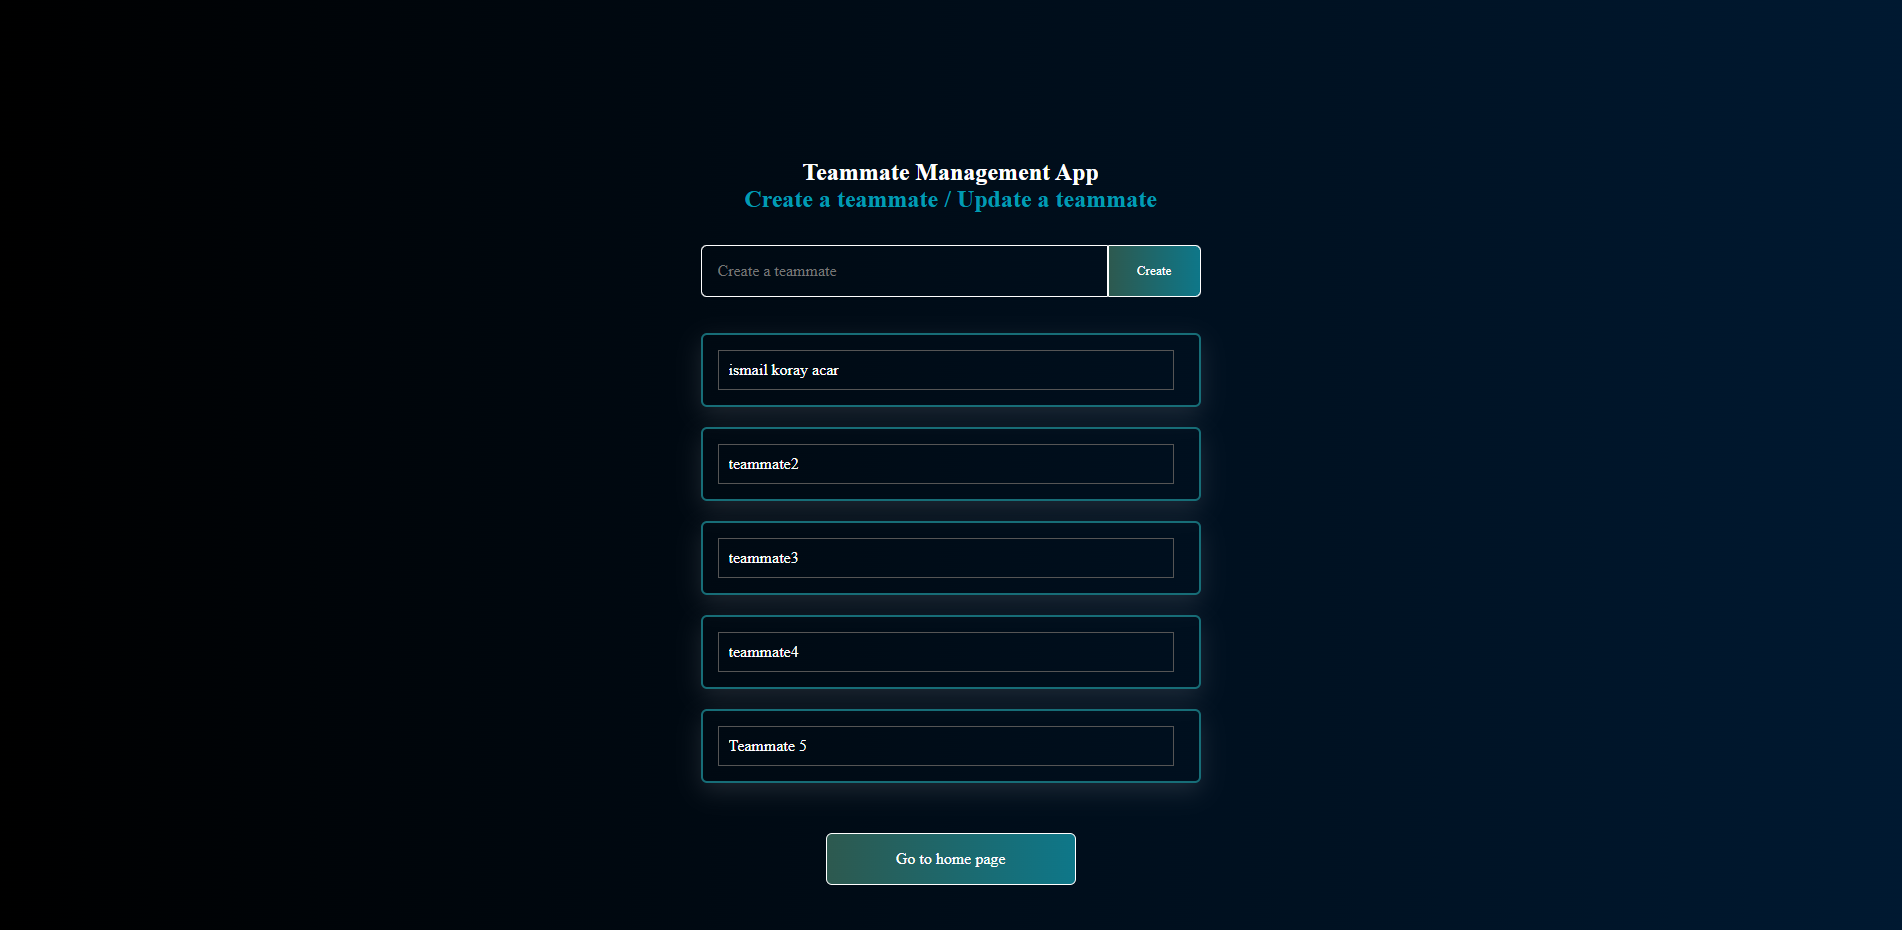 Teammate Management App
Create a teammate / Update a teammate
Create a teammate
Create
ismail koray acar
teammate2
teammate3
teammate4
Teammate 5
Go to home page